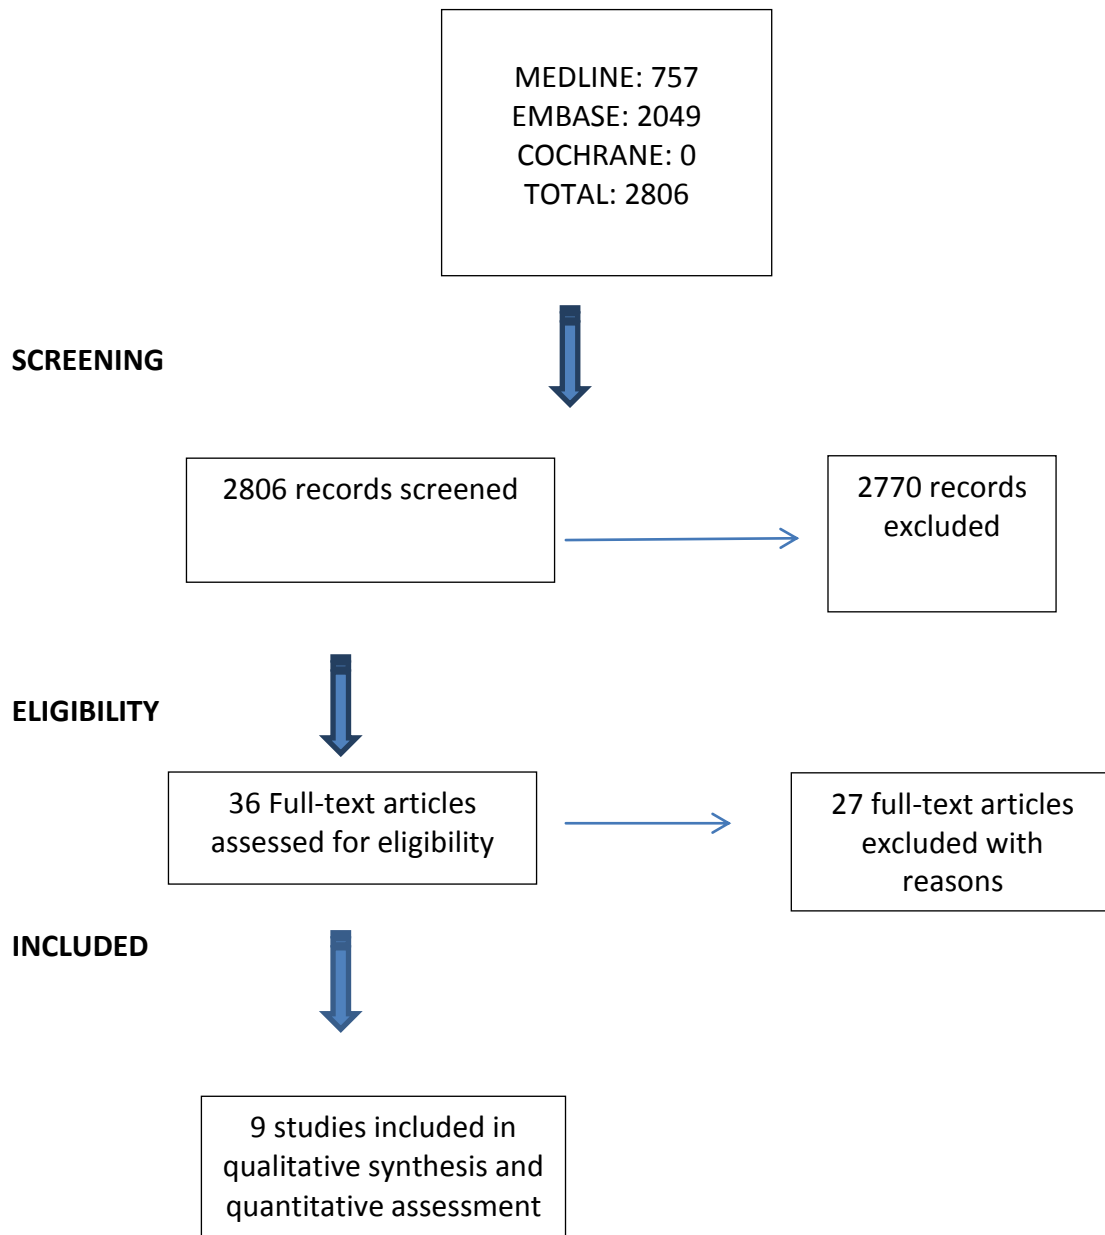 MEDLINE: 757
EMBASE: 2049
COCHRANE: 0
TOTAL: 2806
SCREENING
2806 records screened
2770 records
excluded
ELIGIBILITY
36 Full-text articles
assessed for eligibility
27 full-text articles
excluded with
reasons
INCLUDED
9 studies included in
qualitative synthesis and
quantitative assessment